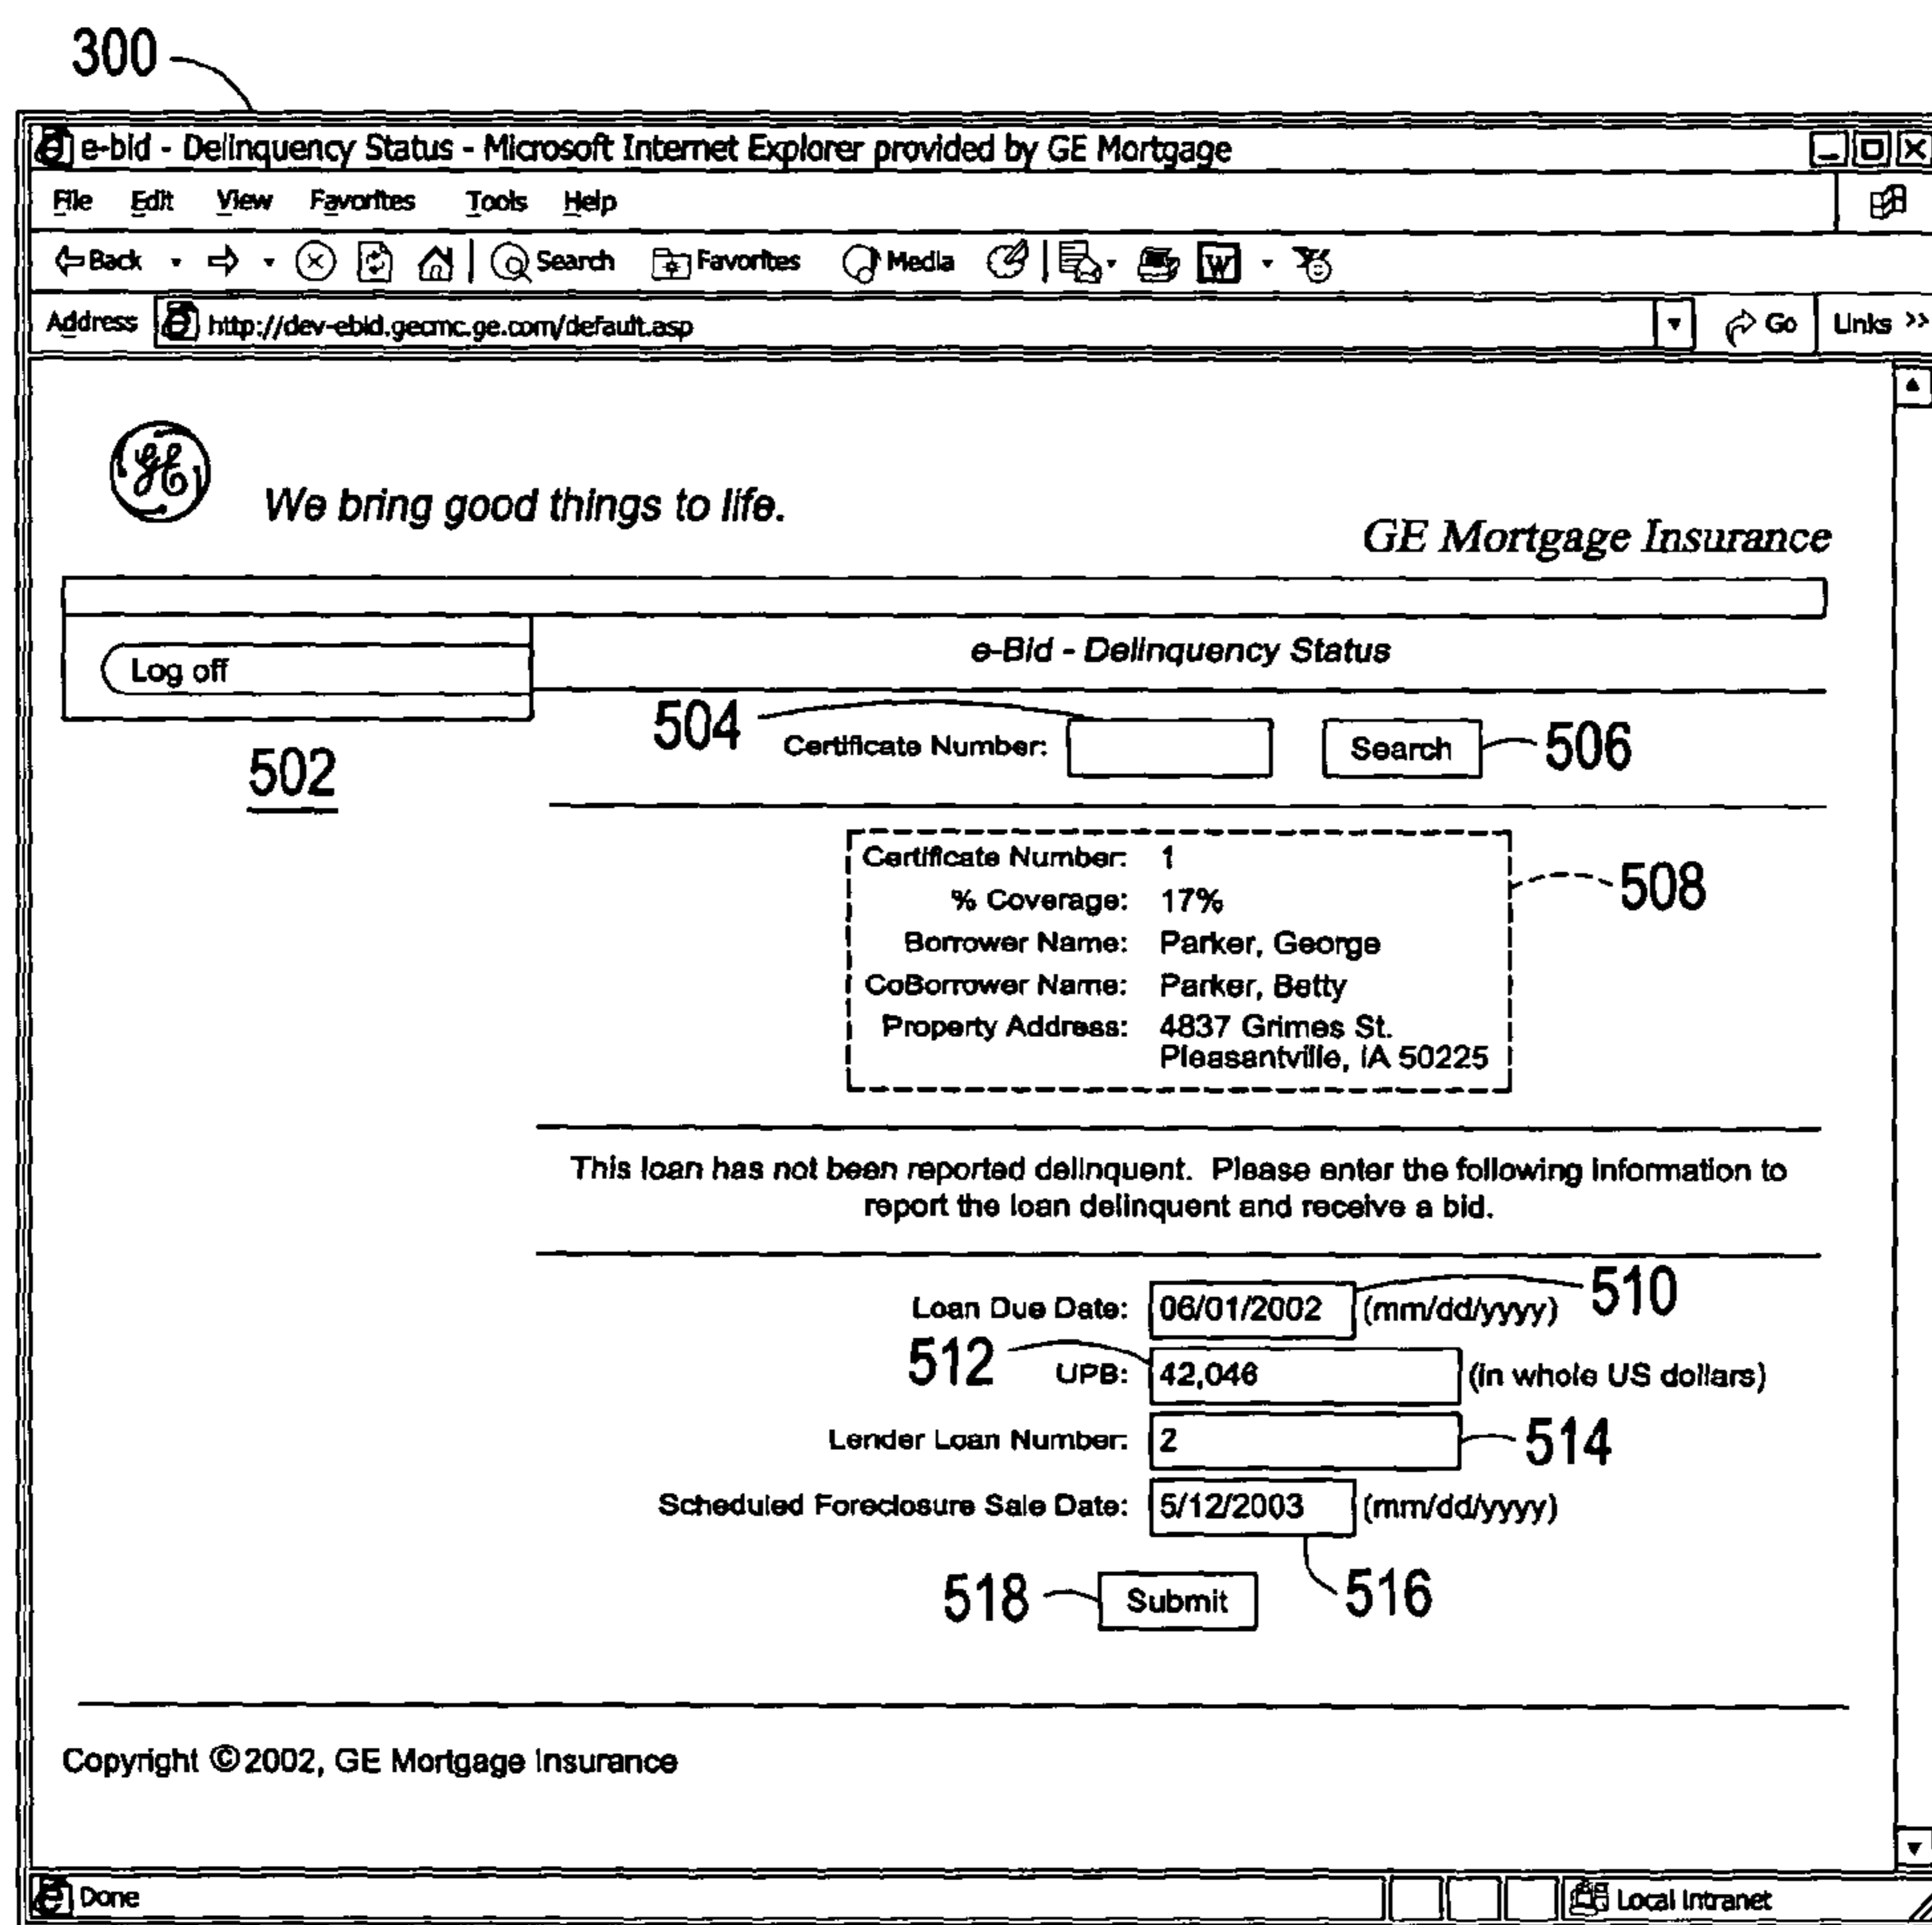 300
e-bid - Delinquency Status - Microsoft Internet Explorer provided by GE Mortgage
File Edit View Favorites Tools Help
Back Search Favorites Media W
Address http://dev-ebid.gecmc.ge.com/default.asp Go Links >>
GE
We bring good things to life.
GE Mortgage Insurance
Log off
e-Bid - Delinquency Status
504 Certificate Number: Search 506
502
Certificate Number: 1
% Coverage: 17%
508
Borrower Name: Parker, George
CoBorrower Name: Parker, Betty
Property Address: 4837 Grimes St.
Pleasantville, IA 50225
This loan has not been reported delinquent. Please enter the following information to
report the loan delinquent and receive a bid.
Loan Due Date: 06/01/2002 (mm/dd/yyyy) 510
512 UPB: 42,046 (in whole US dollars)
Lender Loan Number: 2 514
Scheduled Foreclosure Sale Date: 5/12/2003 (mm/dd/yyyy)
518 Submit 516
Copyright ©2002, GE Mortgage Insurance
Done Local Intranet